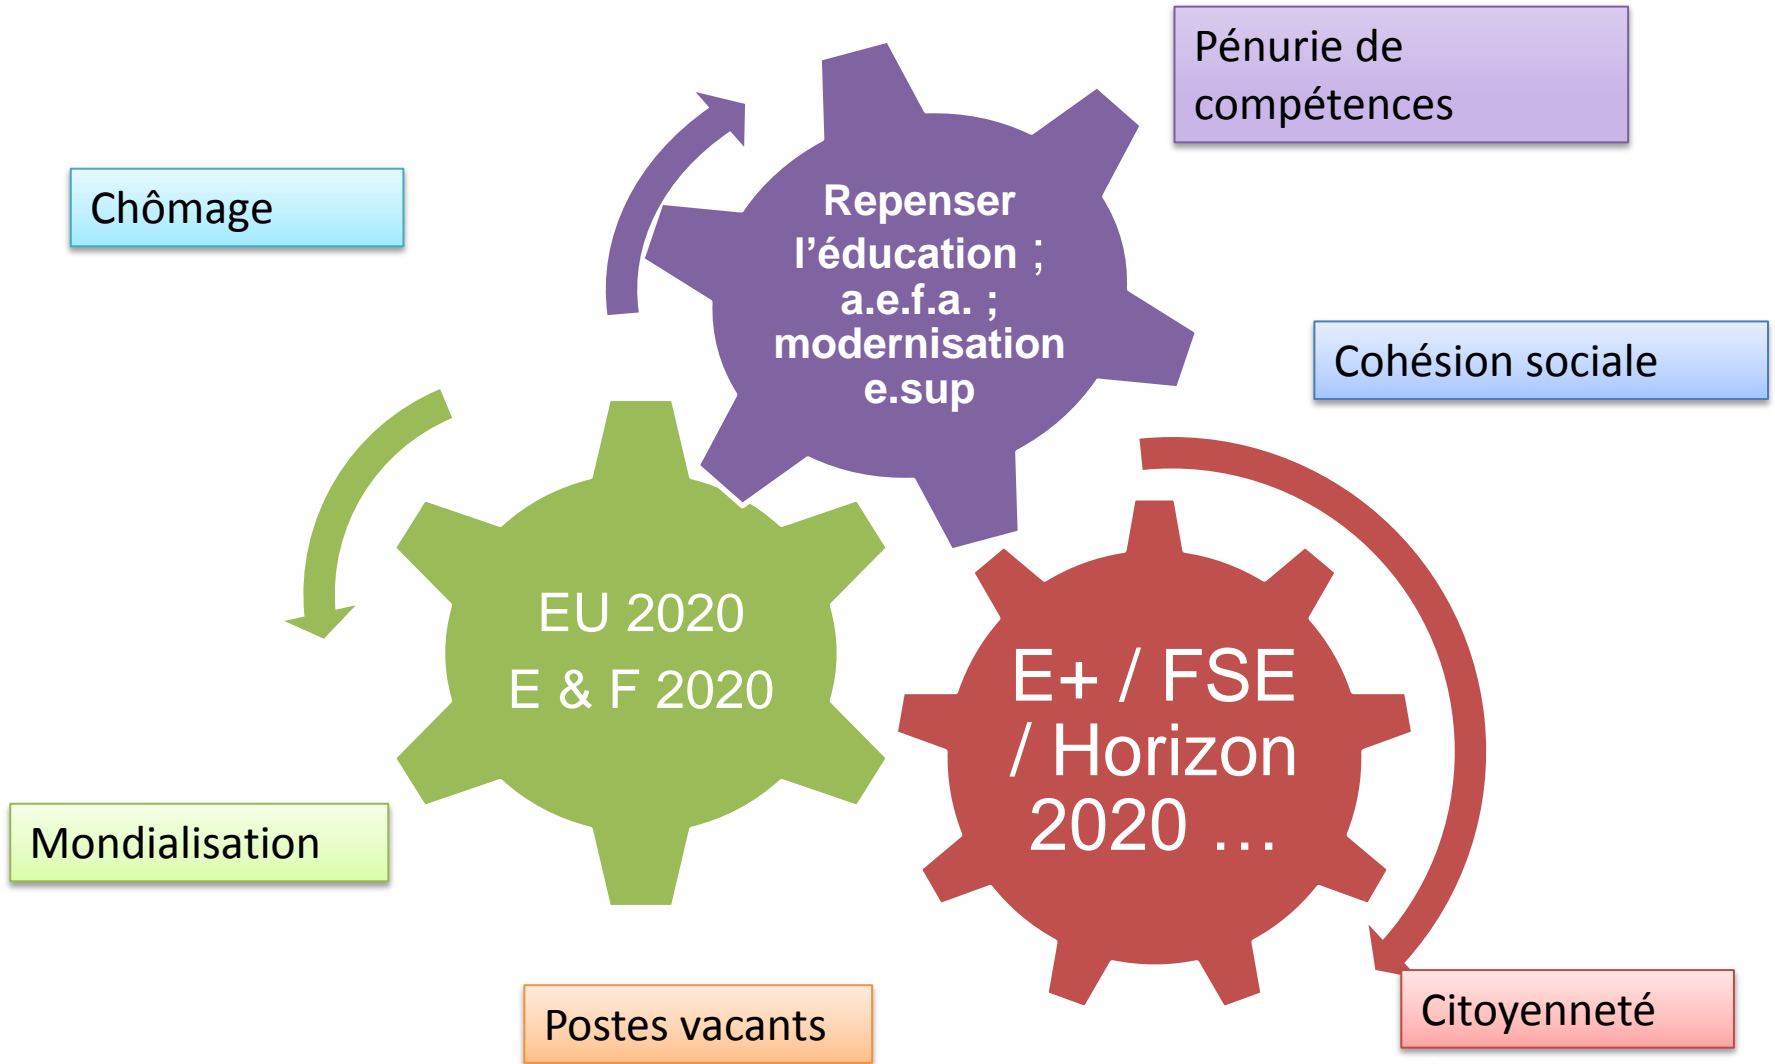 Pénurie de
compétences
Chômage
Repenser
l’éducation ;
a.e.f.a. ;
modernisation
e.sup
Cohésion sociale
EU 2020
E & F 2020
E+ / FSE
/ Horizon
2020 …
Mondialisation
Postes vacants
Citoyenneté